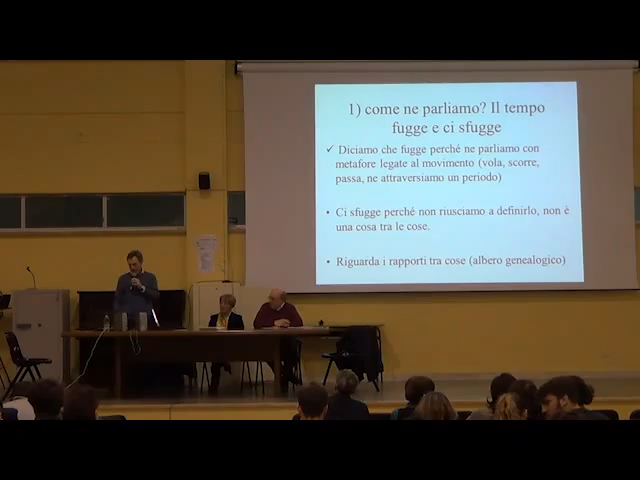 1) come ne parliamo? Il tempo
fugge e ci sfugge
✓ Diciamo che fugge perché ne parliamo con
metafore legate al movimento (vola, scorre,
passa, ne attraversiamo un periodo)
• Ci sfugge perché non riusciamo a definirlo, non è
una cosa tra le cose.
• Riguarda i rapporti tra cose (albero genealogico)